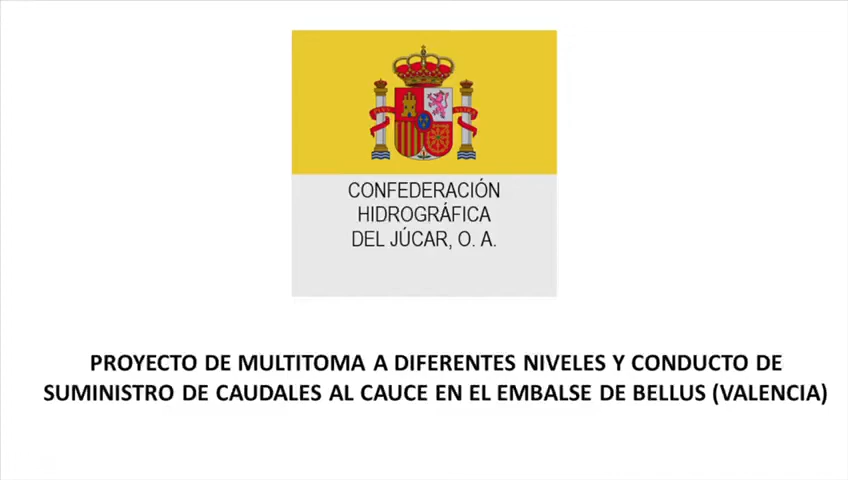 CONFEDERACIÓN
HIDROGRÁFICA
DEL JÚCAR, O. A.
PROYECTO DE MULTITOMA A DIFERENTES NIVELES Y CONDUCTO DE
SUMINISTRO DE CAUDALES AL CAUCE EN EL EMBALSE DE BELLUS (VALENCIA)